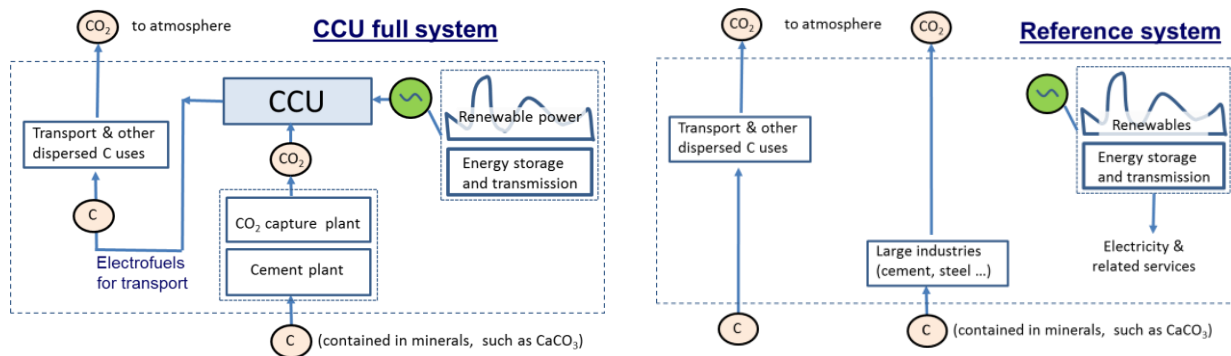 CO₂
to atmosphere
CCU full system
CCU
Renewable power
Energy storage
and transmission
Transport & other
dispersed C uses
CO₂
C
CO₂ capture plant
Cement plant
Electrofuels
for transport
C
(contained in minerals, such as CaCO₃)
CO₂
to atmosphere
CO₂
Reference system
Renewables
Energy storage
and transmission
Transport & other
dispersed C uses
Large industries
(cement, steel ...)
Electricity &
related services
C
C
(contained in minerals, such as CaCO₃)